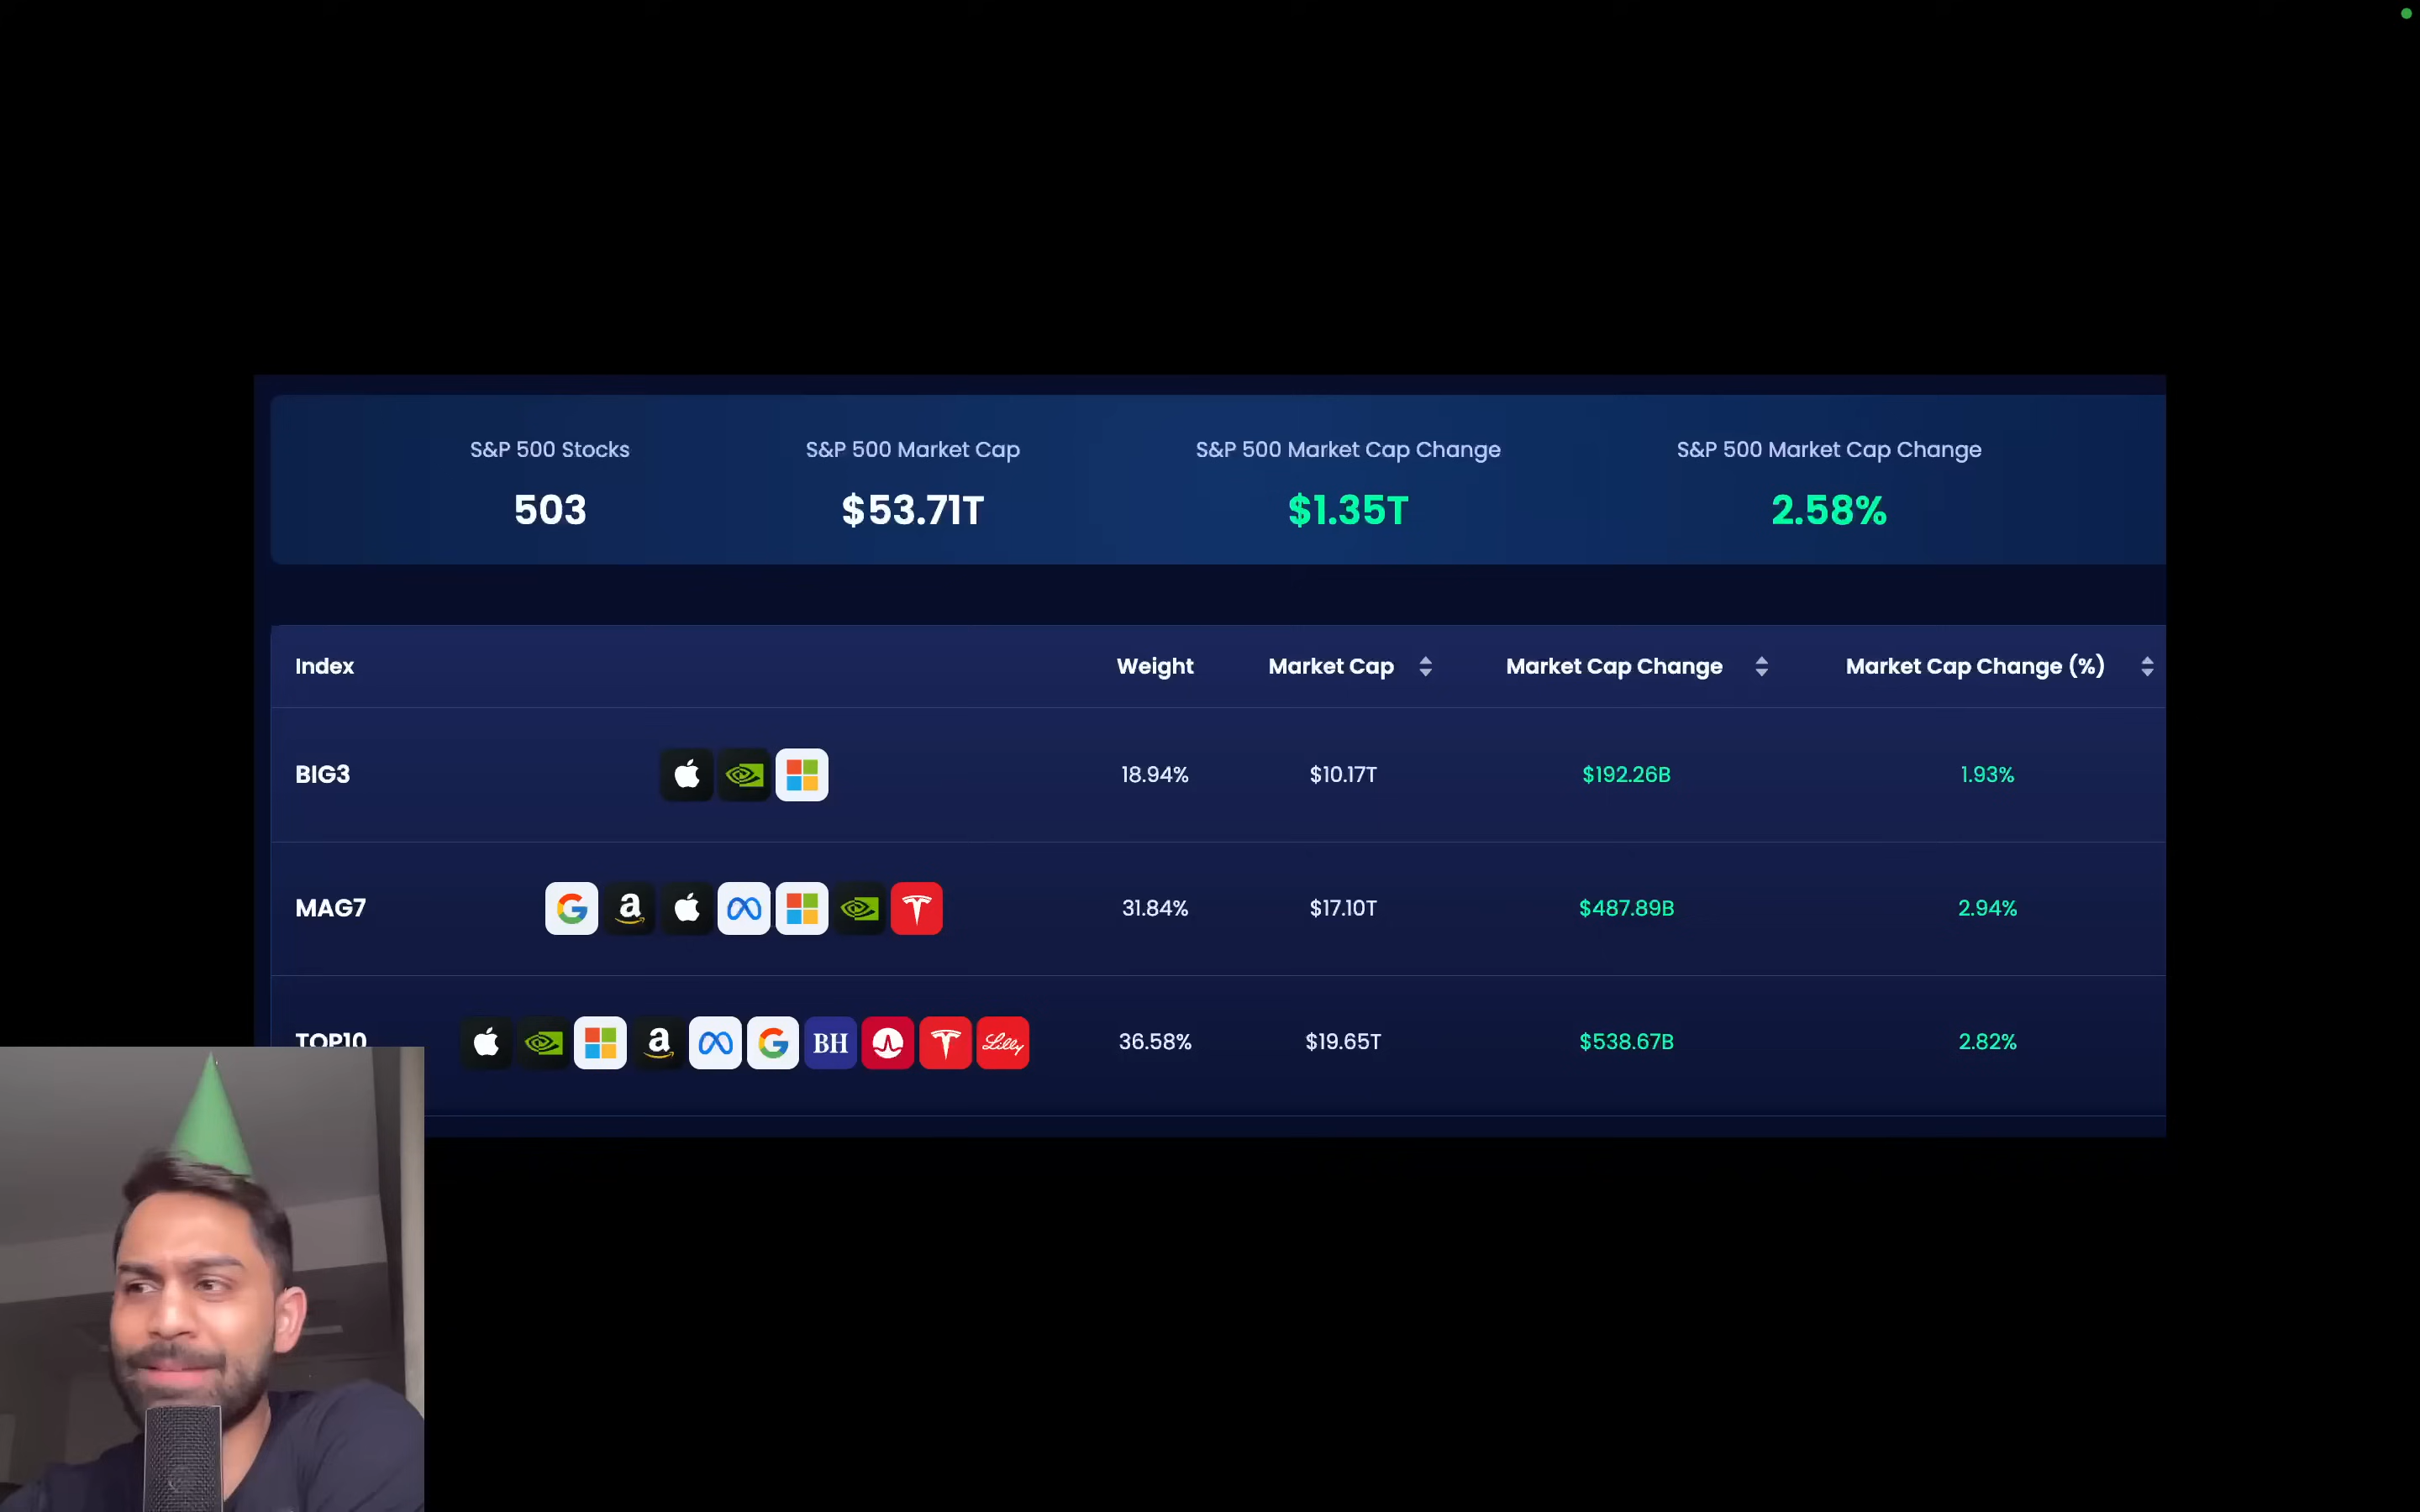 S&P 500 Stocks S&P 500 Market Cap S&P 500 Market Cap Change S&P 500 Market Cap Change
503 $53.71T $1.35T 2.58%
Index Weight Market Cap Market Cap Change Market Cap Change (%)
BIG3 18.94% $10.17T $192.26B 1.93%
MAG7 a 31.84% $17.10T $487.89B 2.94%
TOP10 a BH Lilly 36.58% $19.65T $538.67B 2.82%